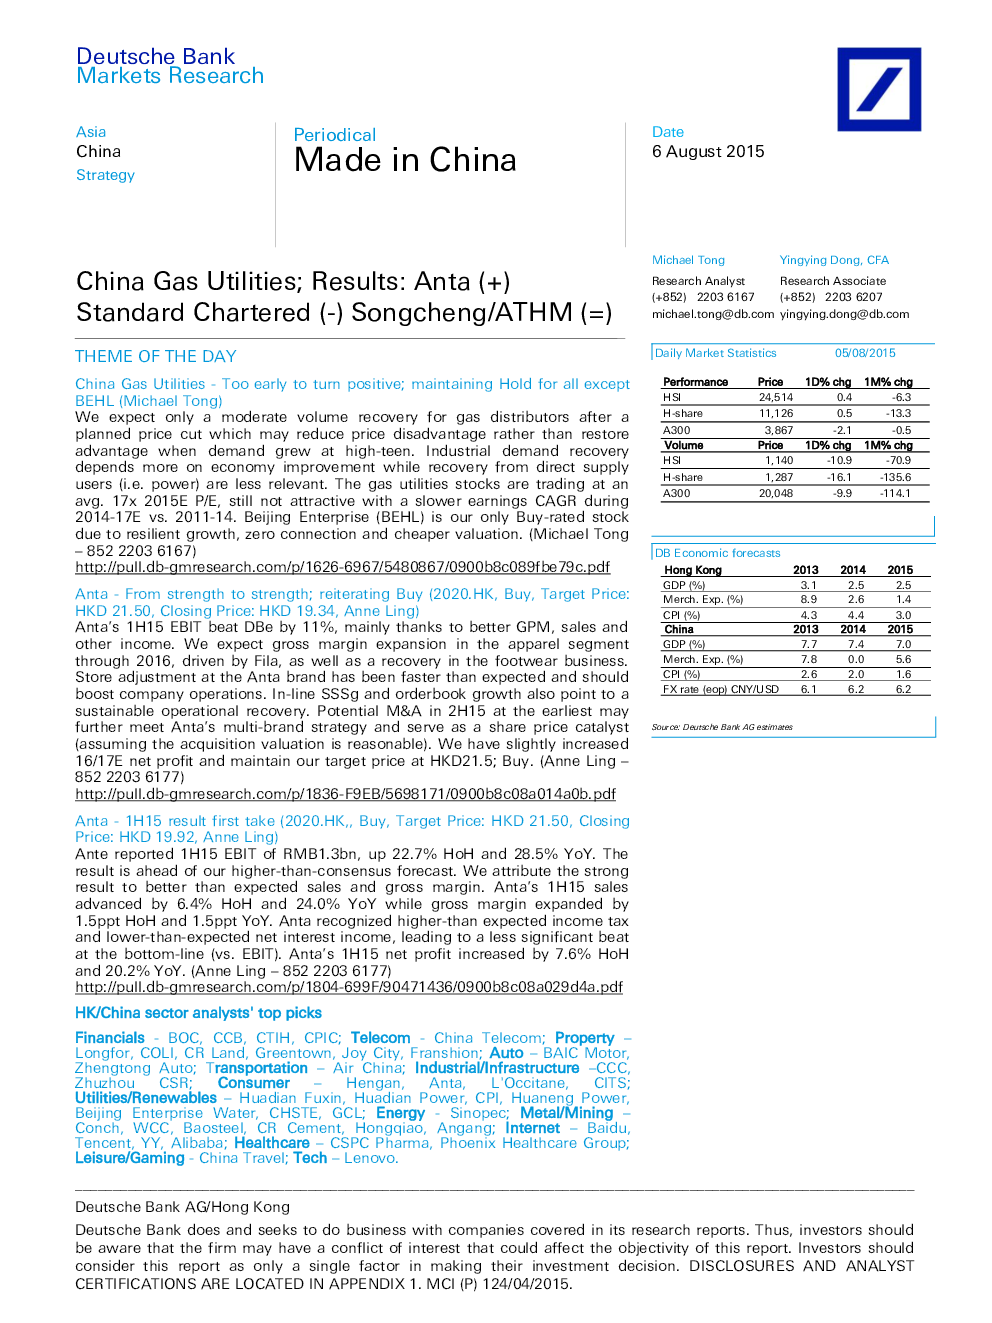 Deutsche Bank
Markets Research
Asia
China
Strategy
Periodical
Made in China
Date
6 August 2015
China Gas Utilities; Results: Anta (+)
Standard Chartered (-) Songcheng/ATHM (=)
Michael Tong
Research Analyst
(+852) 2203 6167
michael.tong@db.com
Yingying Dong, CFA
Research Associate
(+852) 2203 6207
yingying.dong@db.com
THEME OF THE DAY
China Gas Utilities - Too early to turn positive; maintaining Hold for all except
BEHL (Michael Tong)
We expect only a moderate volume recovery for gas distributors after a
planned price cut which may reduce price disadvantage rather than restore
advantage when demand grew at high-teen. Industrial demand recovery
depends more on economy improvement while recovery from direct supply
users (i.e. power) are less relevant. The gas utilities stocks are trading at an
avg. 17x 2015E P/E, still not attractive with a slower earnings CAGR during
2014-17E vs. 2011-14. Beijing Enterprise (BEHL) is our only Buy-rated stock
due to resilient growth, zero connection and cheaper valuation. (Michael Tong
– 852 2203 6167)
http://pull.db-gmresearch.com/p/1626-6967/5480867/0900b8c089fbe79c.pdf
Anta - From strength to strength; reiterating Buy (2020.HK, Buy, Target Price:
HKD 21.50, Closing Price: HKD 19.34, Anne Ling)
Anta's 1H15 EBIT beat DBe by 11%, mainly thanks to better GPM, sales and
other income. We expect gross margin expansion in the apparel segment
through 2016, driven by Fila, as well as a recovery in the footwear business.
Store adjustment at the Anta brand has been faster than expected and should
boost company operations. In-line SSSg and orderbook growth also point to a
sustainable operational recovery. Potential M&A in 2H15 at the earliest may
further meet Anta's multi-brand strategy and serve as a share price catalyst
(assuming the acquisition valuation is reasonable). We have slightly increased
16/17E net profit and maintain our target price at HKD21.5; Buy. (Anne Ling –
852 2203 6177)
http://pull.db-gmresearch.com/p/1836-F9EB/5698171/0900b8c08a014a0b.pdf
Anta - 1H15 result first take (2020.HK,, Buy, Target Price: HKD 21.50, Closing
Price: HKD 19.92, Anne Ling)
Ante reported 1H15 EBIT of RMB1.3bn, up 22.7% HoH and 28.5% YoY. The
result is ahead of our higher-than-consensus forecast. We attribute the strong
result to better than expected sales and gross margin. Anta's 1H15 sales
advanced by 6.4% HoH and 24.0% YoY while gross margin expanded by
1.5ppt HoH and 1.5ppt YoY. Anta recognized higher-than expected income tax
and lower-than-expected net interest income, leading to a less significant beat
at the bottom-line (vs. EBIT). Anta's 1H15 net profit increased by 7.6% HoH
and 20.2% YoY. (Anne Ling – 852 2203 6177)
http://pull.db-gmresearch.com/p/1804-699F/90471436/0900b8c08a029d4a.pdf
HK/China sector analysts' top picks
Financials - BOC, CCB, CTIH, CPIC; Telecom - China Telecom; Property –
Longfor, COLI, CR Land, Greentown, Joy City, Franshion; Auto – BAIC Motor,
Zhengtong Auto; Transportation – Air China; Industrial/Infrastructure –CCC,
Zhuzhou CSR; Consumer – Hengan, Anta, L'Occitane, CITS;
Utilities/Renewables – Huadian Fuxin, Huadian Power, CPI, Huaneng Power,
Beijing Enterprise Water, CHSTE, GCL; Energy - Sinopec; Metal/Mining –
Conch, WCC, Baosteel, CR Cement, Hongqiao, Angang; Internet – Baidu,
Tencent, YY, Alibaba; Healthcare – CSPC Pharma, Phoenix Healthcare Group;
Leisure/Gaming - China Travel; Tech – Lenovo.
Daily Market Statistics 05/08/2015
Performance Price 1D% chg 1M% chg
HSI 24,514 0.4 -6.3
H-share 11,126 0.5 -13.3
A300 3,867 -2.1 -0.5
Volume Price 1D% chg 1M% chg
HSI 1,140 -10.9 -70.9
H-share 1,287 -16.1 -135.6
A300 20,048 -9.9 -114.1
DB Economic forecasts
Hong Kong 2013 2014 2015
GDP (%) 3.1 2.5 2.5
Merch. Exp. (%) 8.9 2.6 1.4
CPI (%) 4.3 4.4 3.0
China 2013 2014 2015
GDP (%) 7.7 7.4 7.0
Merch. Exp. (%) 7.8 0.0 5.6
CPI (%) 2.6 2.0 1.6
FX rate (eop) CNY/USD 6.1 6.2 6.2
Source: Deutsche Bank AG estimates
Deutsche Bank AG/Hong Kong
Deutsche Bank does and seeks to do business with companies covered in its research reports. Thus, investors should
be aware that the firm may have a conflict of interest that could affect the objectivity of this report. Investors should
consider this report as only a single factor in making their investment decision. DISCLOSURES AND ANALYST
CERTIFICATIONS ARE LOCATED IN APPENDIX 1. MCI (P) 124/04/2015.